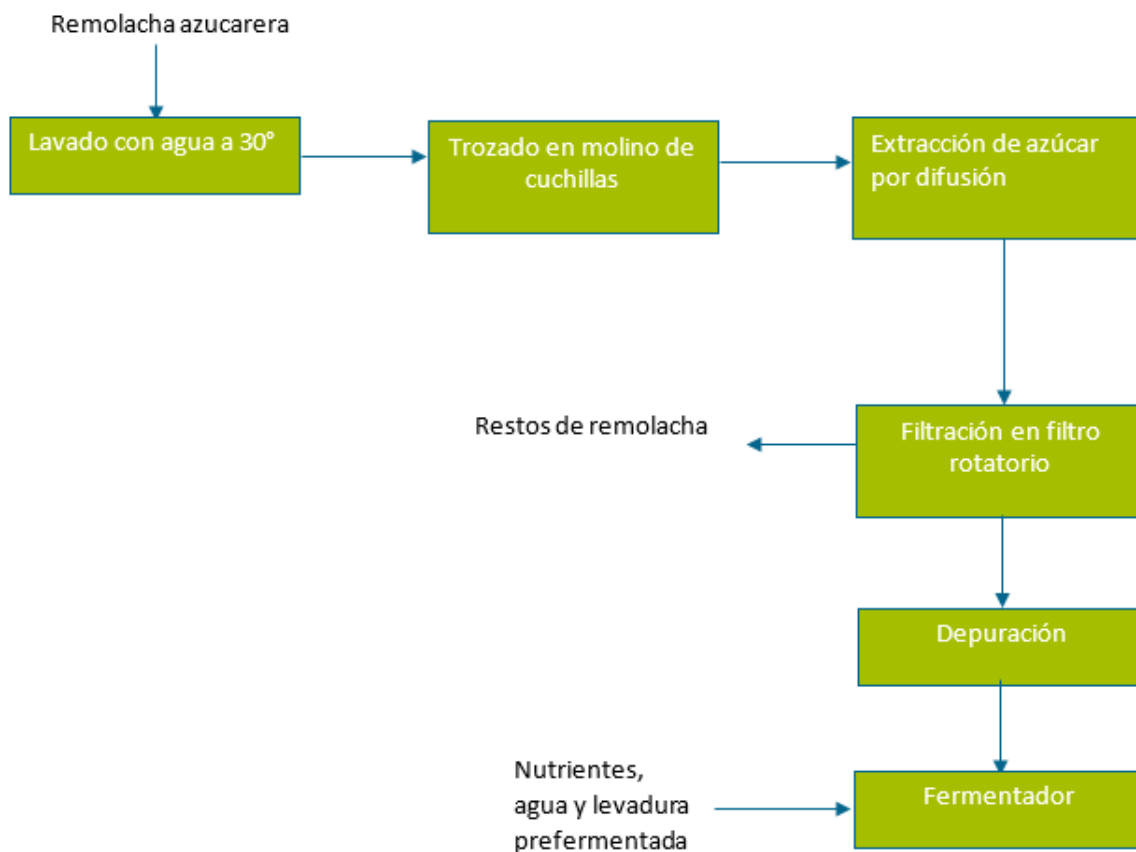 Remolacha azucarera
Lavado con agua a 30°
Trozado en molino de
cuchillas
Extracción de azúcar
por difusión
Restos de remolacha
Filtración en filtro
rotatorio
Depuración
Nutrientes,
agua y levadura
prefermentada
Fermentador